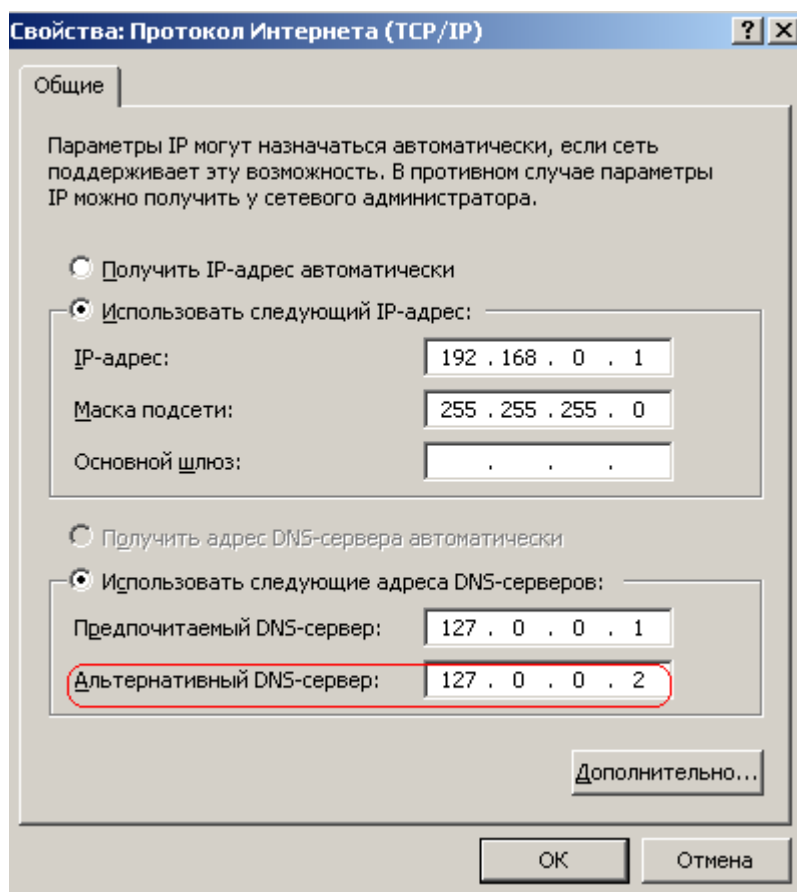 Свойства: Протокол Интернета (TCP/IP)
Общие
Параметры IP могут назначаться автоматически, если сеть
поддерживает эту возможность. В противном случае параметры
IP можно получить у сетевого администратора.
Получить IP-адрес автоматически
Использовать следующий IP-адрес:
IP-адрес: 192 . 168 . 0 . 1
Маска подсети: 255 . 255 . 255 . 0
Основной шлюз: . . .
Получить адрес DNS-сервера автоматически
Использовать следующие адреса DNS-серверов:
Предпочитаемый DNS-сервер: 127 . 0 . 0 . 1
Альтернативный DNS-сервер: 127 . 0 . 0 . 2
Дополнительно...
ОК Отмена